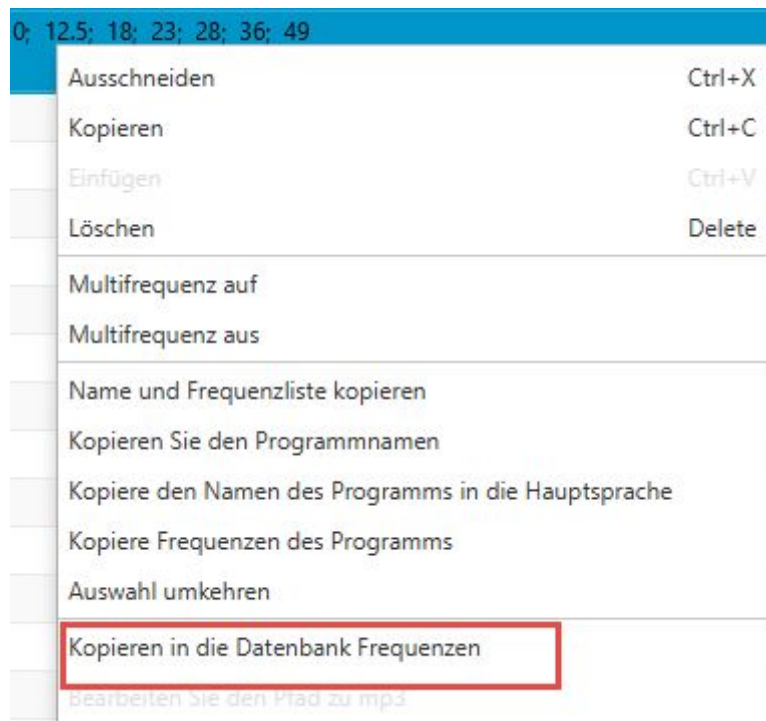 0; 12.5; 18; 23; 28; 36; 49
Ausschneiden Ctrl+X
Kopieren Ctrl+C
Einfügen Ctrl+V
Löschen Delete
Multifrequenz auf
Multifrequenz aus
Name und Frequenzliste kopieren
Kopieren Sie den Programmnamen
Kopiere den Namen des Programms in die Hauptsprache
Kopiere Frequenzen des Programms
Auswahl umkehren
Kopieren in die Datenbank Frequenzen
Bearbeiten Sie den Pfad zu mp3